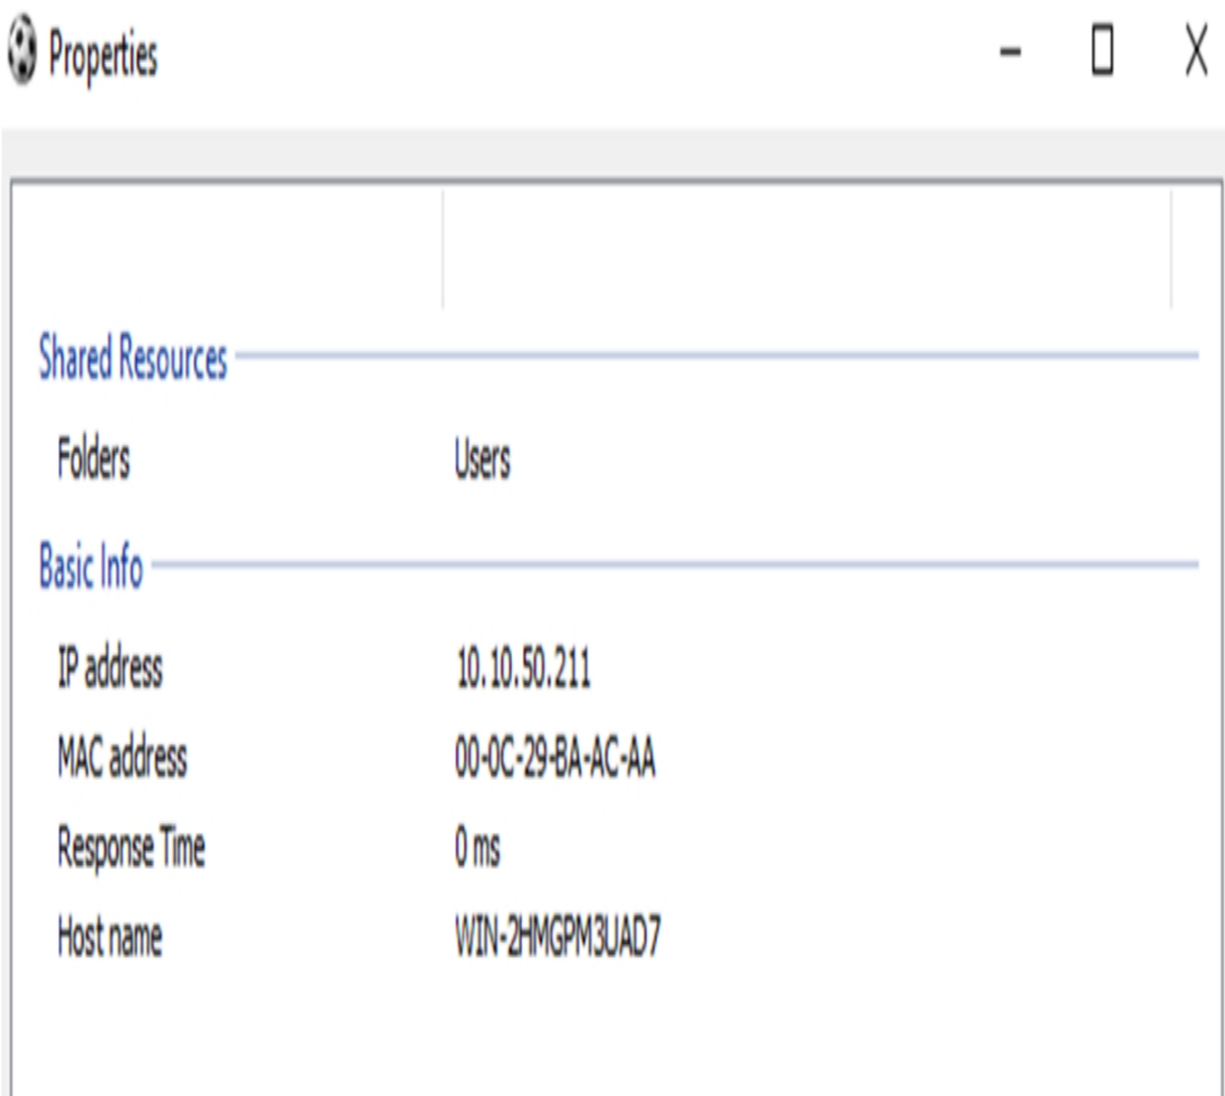 Properties
Shared Resources
Folders Users
Basic Info
IP address 10.10.50.211
MAC address 00-0C-29-BA-AC-AA
Response Time 0 ms
Host name WIN-2HMGPM3UAD7